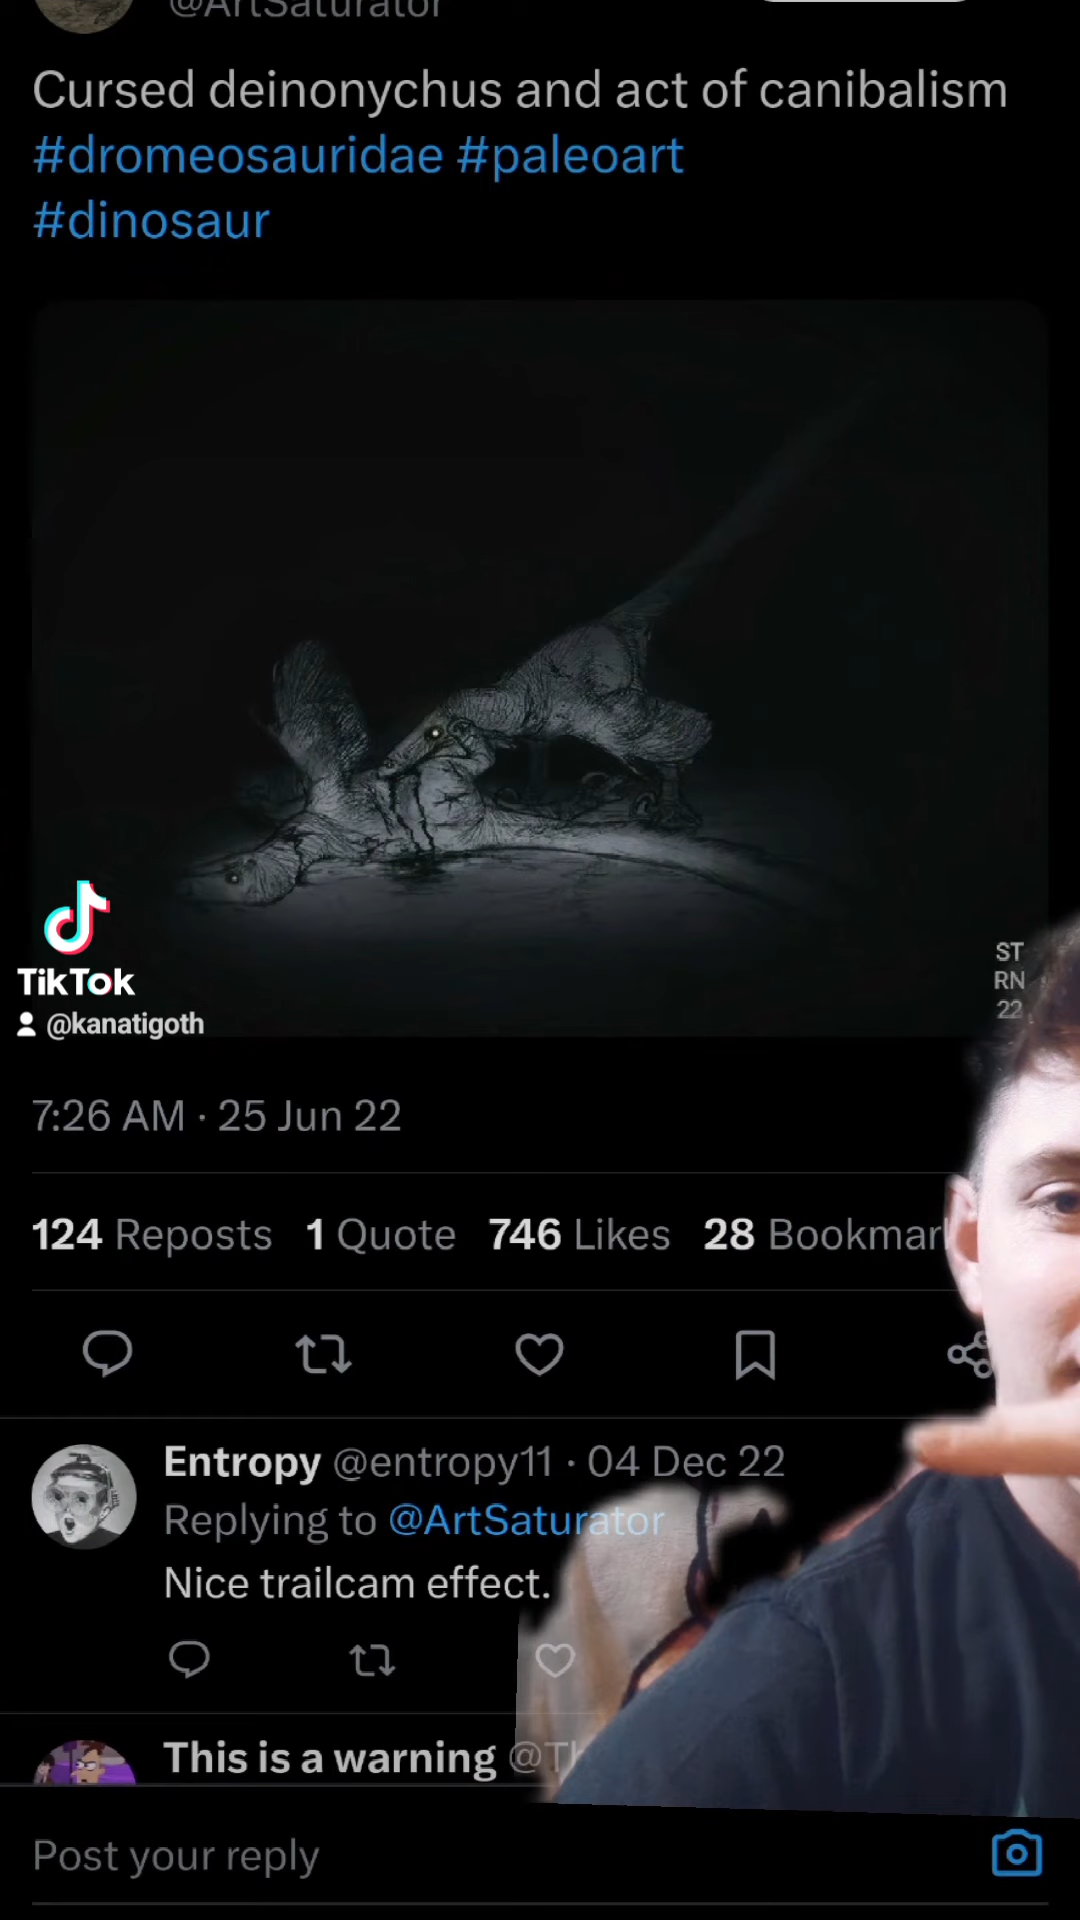 @ArtSaturator
Cursed deinonychus and act of canibalism
#dromeosauridae #paleoart
#dinosaur
TikTok
@kanatigoth
ST
RN
22
7:26 AM · 25 Jun 22
124 Reposts 1 Quote 746 Likes 28 Bookmar
Entropy @entropy11 · 04 Dec 22
Replying to @ArtSaturator
Nice trailcam effect.
This is a warning @Th
Post your reply